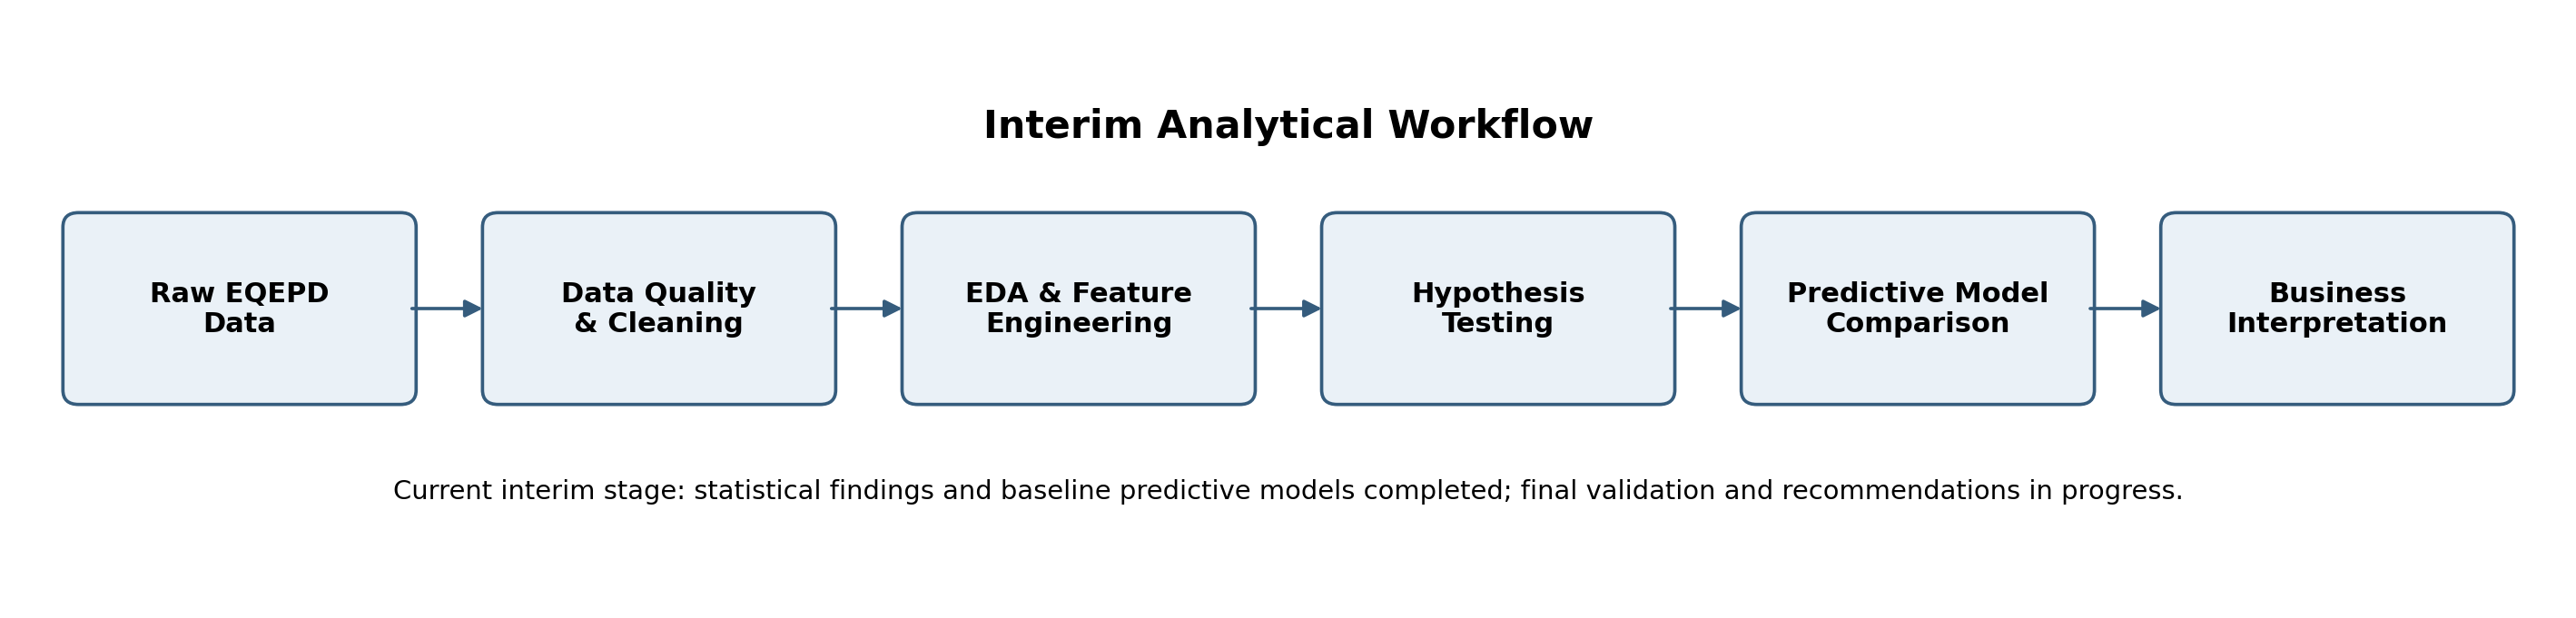 Interim Analytical Workflow
Raw EQEPD
Data
Data Quality
& Cleaning
EDA & Feature
Engineering
Hypothesis
Testing
Predictive Model
Comparison
Business
Interpretation
Current interim stage: statistical findings and baseline predictive models completed; final validation and recommendations in progress.